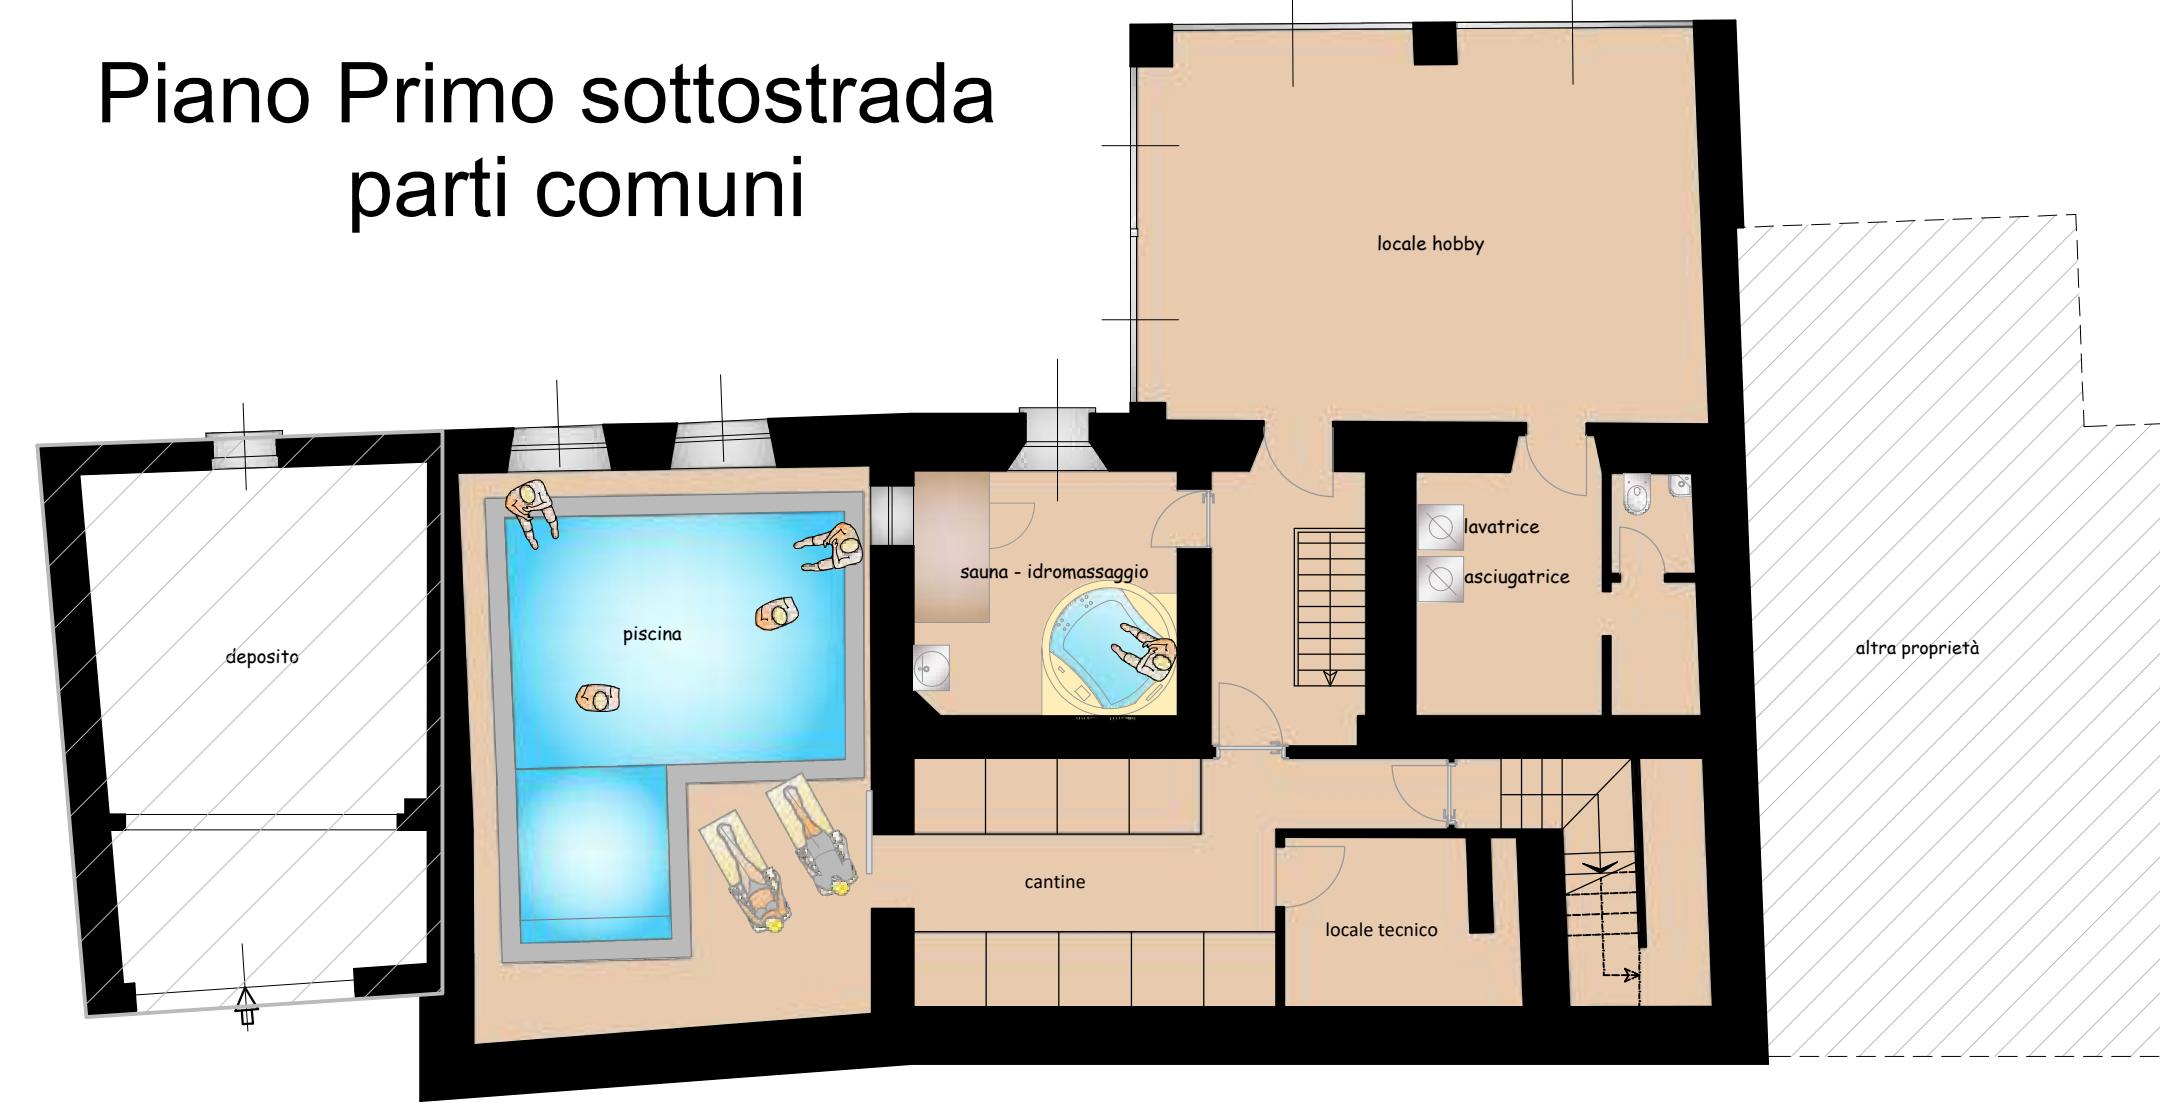 Piano Primo sottostrada
parti comuni
locale hobby
lavatrice
sauna - idromassaggio
asciugatrice
piscina
deposito
altra proprietà
cantine
locale tecnico